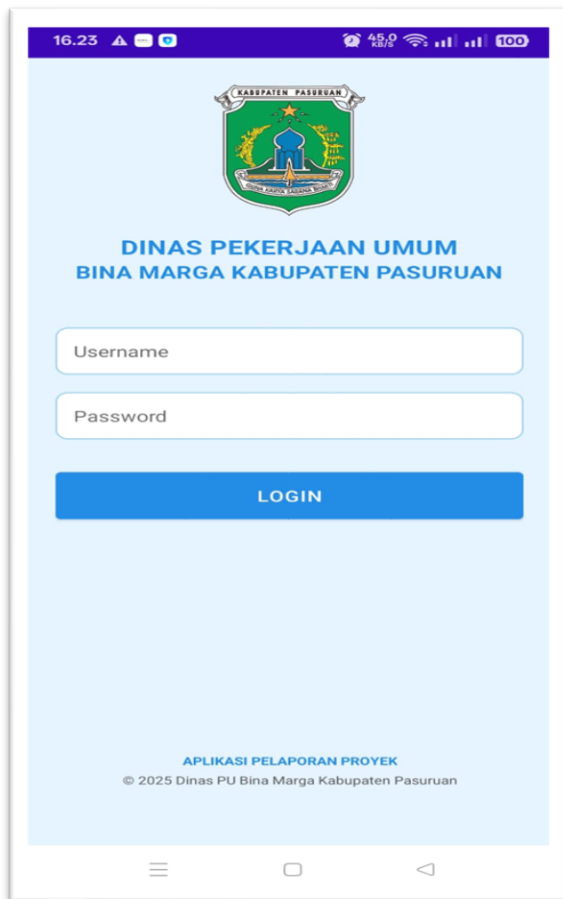 16.23
45,0
KB/S
100
KABUPATEN PASURUAN
DINAS PEKERJAAN UMUM
BINA MARGA KABUPATEN PASURUAN
Username
Password
LOGIN
APLIKASI PELAPORAN PROYEK
© 2025 Dinas PU Bina Marga Kabupaten Pasuruan